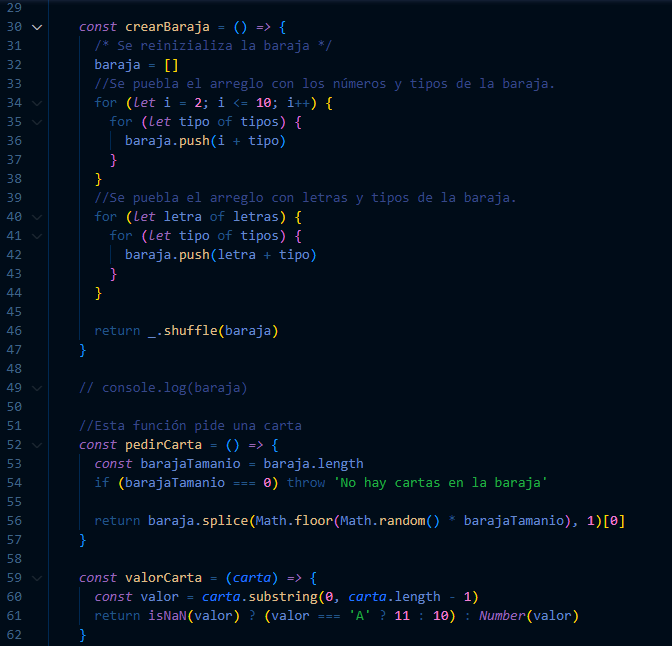 29
30 const crearBaraja = () => {
31 /* Se reinizializa la baraja */
32 baraja = []
33 //Se puebla el arreglo con los números y tipos de la baraja.
34 for (let i = 2; i <= 10; i++) {
35 for (let tipo of tipos) {
36 baraja.push(i + tipo)
37 }
38 }
39 //Se puebla el arreglo con letras y tipos de la baraja.
40 for (let letra of letras) {
41 for (let tipo of tipos) {
42 baraja.push(letra + tipo)
43 }
44 }
45
46 return _.shuffle(baraja)
47 }
48
49 // console.log(baraja)
50
51 //Esta función pide una carta
52 const pedirCarta = () => {
53 const barajaTamanio = baraja.length
54 if (barajaTamanio === 0) throw 'No hay cartas en la baraja'
55
56 return baraja.splice(Math.floor(Math.random() * barajaTamanio), 1)[0]
57 }
58
59 const valorCarta = (carta) => {
60 const valor = carta.substring(0, carta.length - 1)
61 return isNaN(valor) ? (valor === 'A' ? 11 : 10) : Number(valor)
62 }